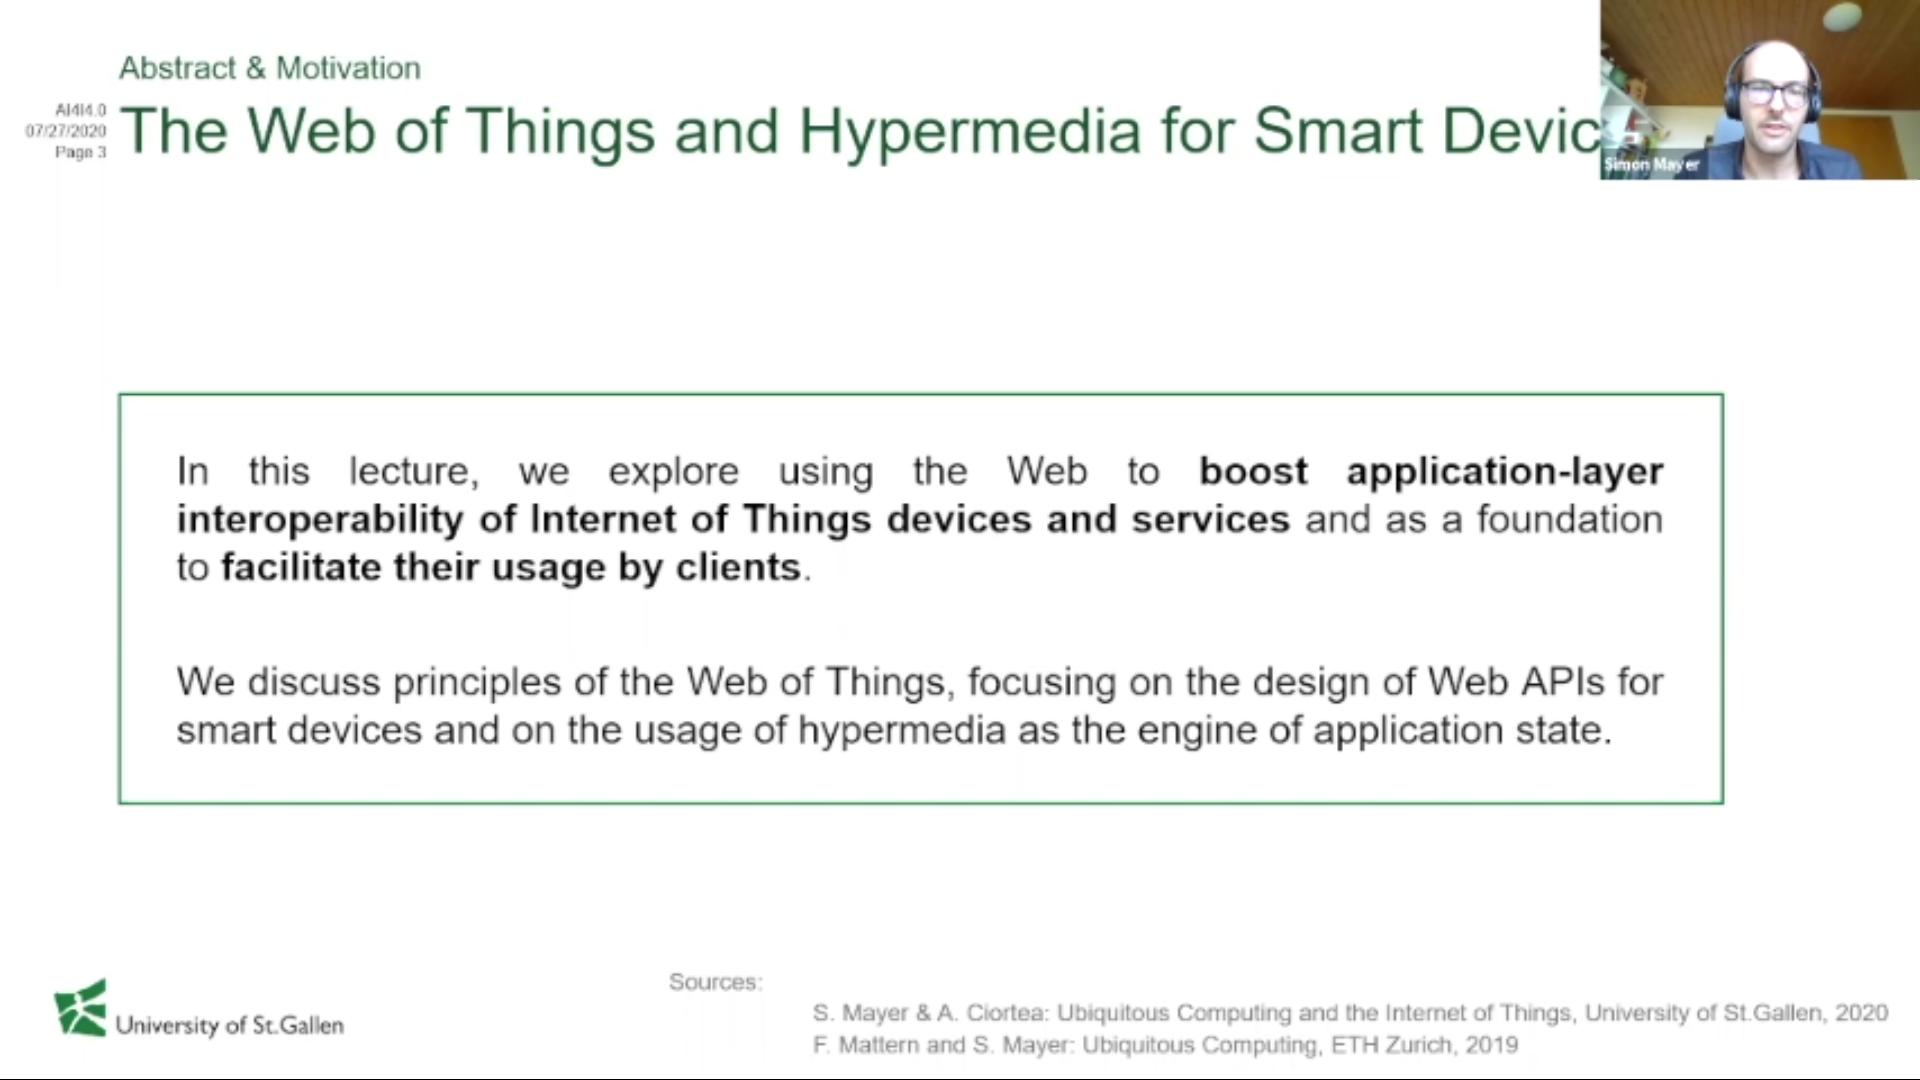 Abstract & Motivation
AI4I4.0
07/27/2020
Page 3
The Web of Things and Hypermedia for Smart Devic
Simon Mayer
In this lecture, we explore using the Web to boost application-layer
interoperability of Internet of Things devices and services and as a foundation
to facilitate their usage by clients.
We discuss principles of the Web of Things, focusing on the design of Web APIs for
smart devices and on the usage of hypermedia as the engine of application state.
University of St.Gallen
Sources:
S. Mayer & A. Ciortea: Ubiquitous Computing and the Internet of Things, University of St.Gallen, 2020
F. Mattern and S. Mayer: Ubiquitous Computing, ETH Zurich, 2019